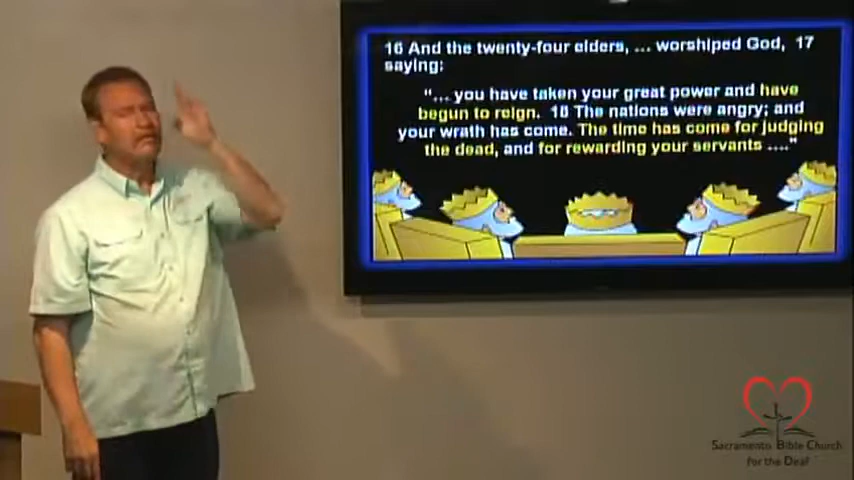 16 And the twenty-four elders, ... worshiped God, 17
saying:
"... you have taken your great power and have
begun to reign. 18 The nations were angry; and
your wrath has come. The time has come for judging
the dead, and for rewarding your servants ...."
Sacramento Bible Church
for the Deaf